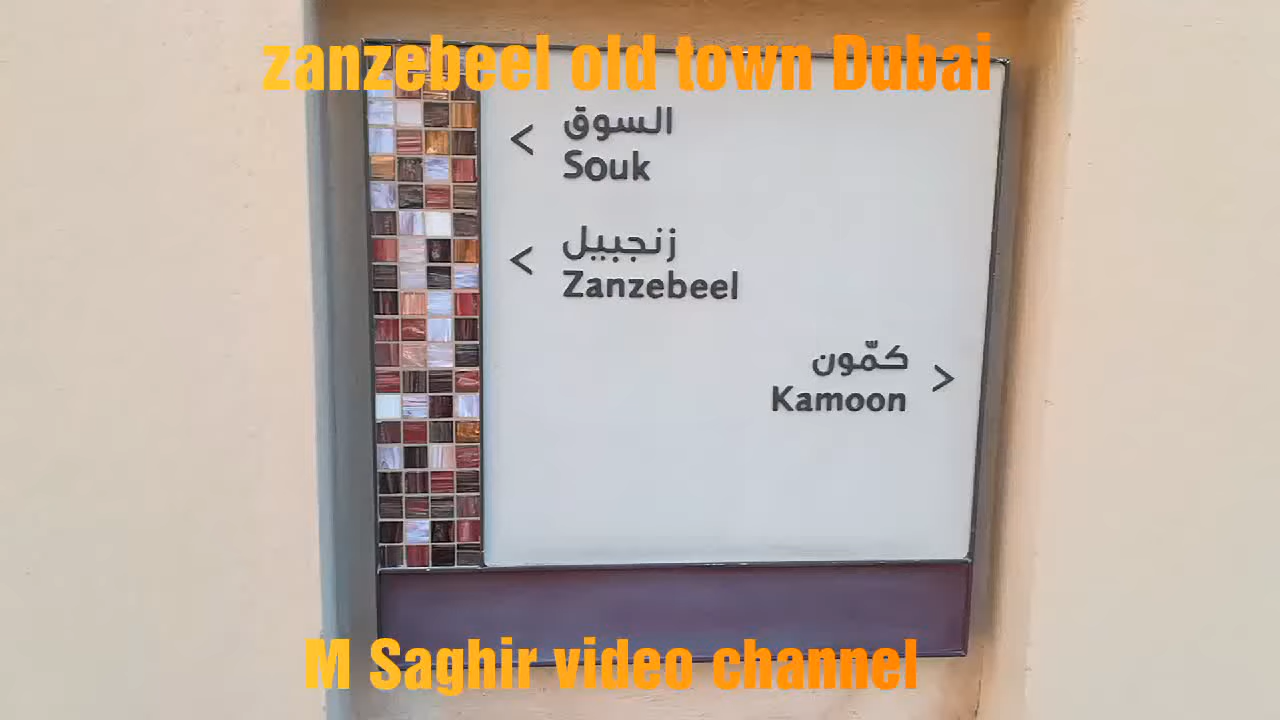 zanzebeel old town Dubai
< السوق
Souk
< زنجبيل
Zanzebeel
كمّون >
Kamoon
M Saghir video channel